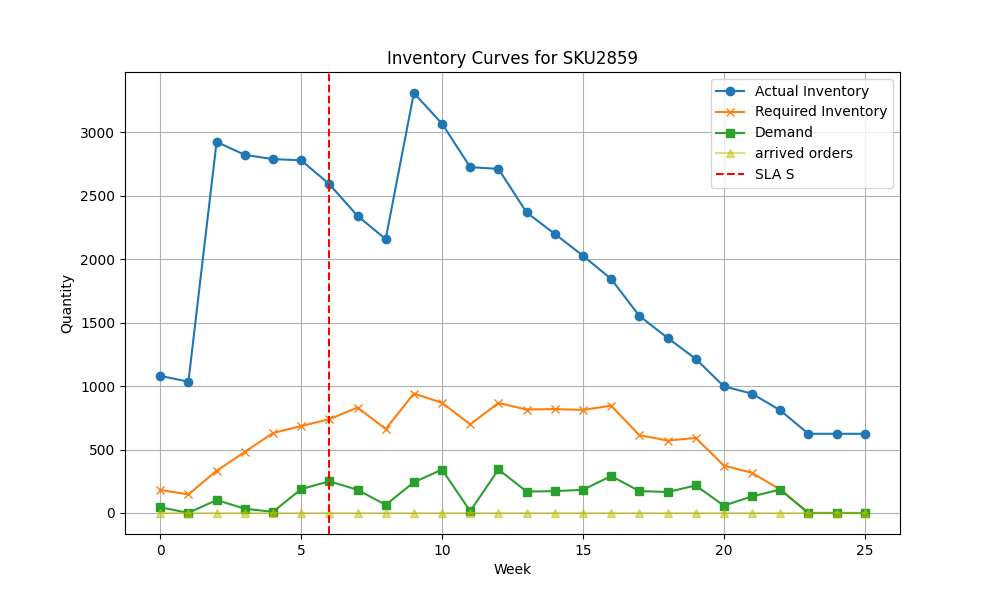 Inventory Curves for SKU2859
Actual Inventory
Required Inventory
Demand
arrived orders
SLA S
Quantity
3000
2500
2000
1500
1000
500
0
0 5 10 15 20 25
Week